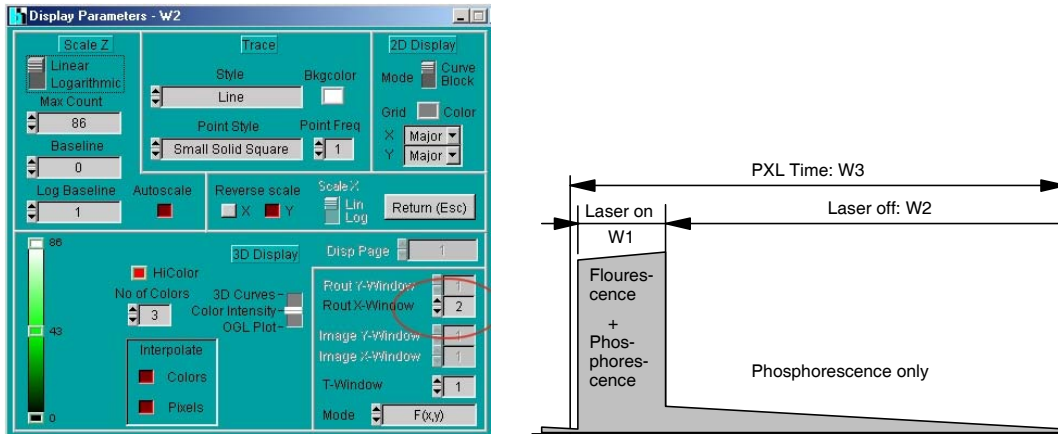 Display Parameters - W2
Scale Z
Linear
Logarithmic
Max Count
86
Baseline
0
Log Baseline
1
Autoscale
Trace
Style
Line
Bkgcolor
Point Style
Small Solid Square
Point Freq
1
2D Display
Mode
Curve
Block
Grid
Color
X Major
Y Major
Reverse scale
X
Y
Scale X
Lin
Log
Return (Esc)
86
43
0
3D Display
HiColor
No of Colors
3
3D Curves
Color Intensity
OGL Plot
Interpolate
Colors
Pixels
Disp Page 1
Rout Y-Window 1
Rout X-Window 2
Image Y-Window 1
Image X-Window 1
T-Window 1
Mode F(x,y)
PXL Time: W3
Laser on
W1
Laser off: W2
Floures-
cence
+
Phos-
phores-
cence
Phosphorescence only